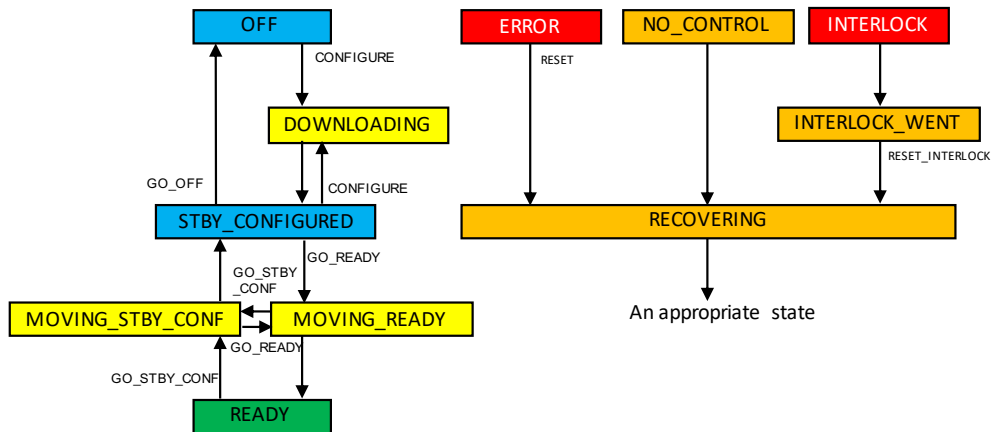 OFF
ERROR
NO_CONTROL
INTERLOCK
CONFIGURE
RESET
DOWNLOADING
INTERLOCK_WENT
GO_OFF
CONFIGURE
RESET_INTERLOCK
STBY_CONFIGURED
RECOVERING
GO_STBY
_CONF
GO_READY
MOVING_STBY_CONF
MOVING_READY
An appropriate state
GO_READY
GO_STBY_CONF
READY